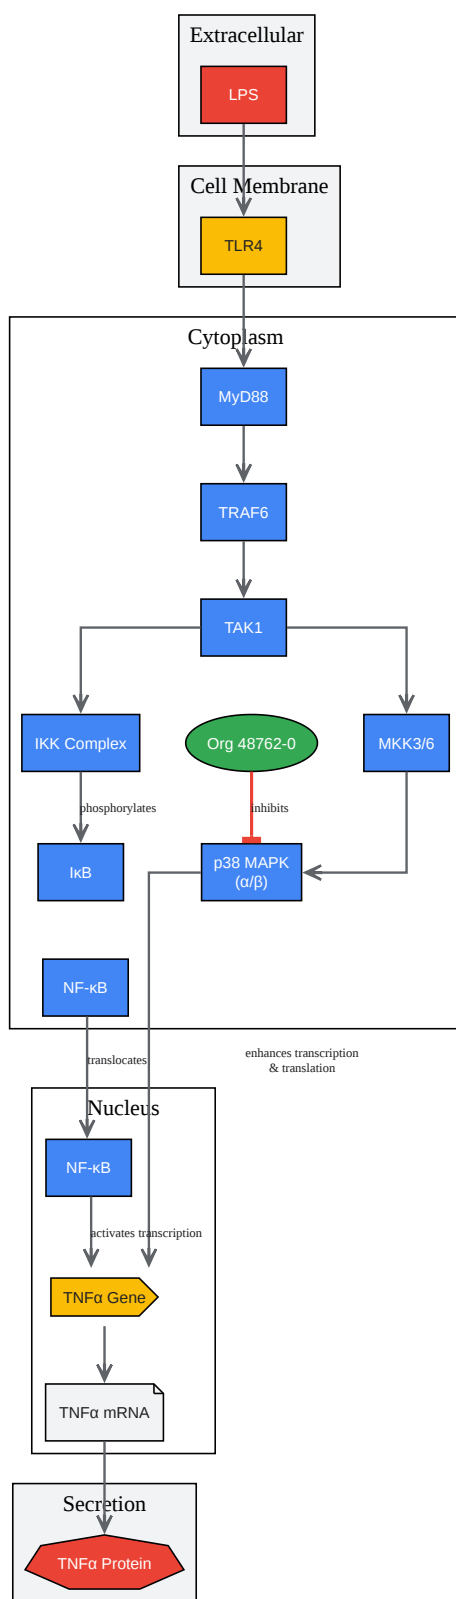 Extracellular
LPS
Cell Membrane
TLR4
Cytoplasm
MyD88
TRAF6
TAK1
IKK Complex
Org 48762-0
MKK3/6
phosphorylates
inhibits
IκB
p38 MAPK
(α/β)
NF-κB
translocates
enhances transcription
& translation
Nucleus
NF-κB
activates transcription
TNFα Gene
TNFα mRNA
Secretion
TNFα Protein